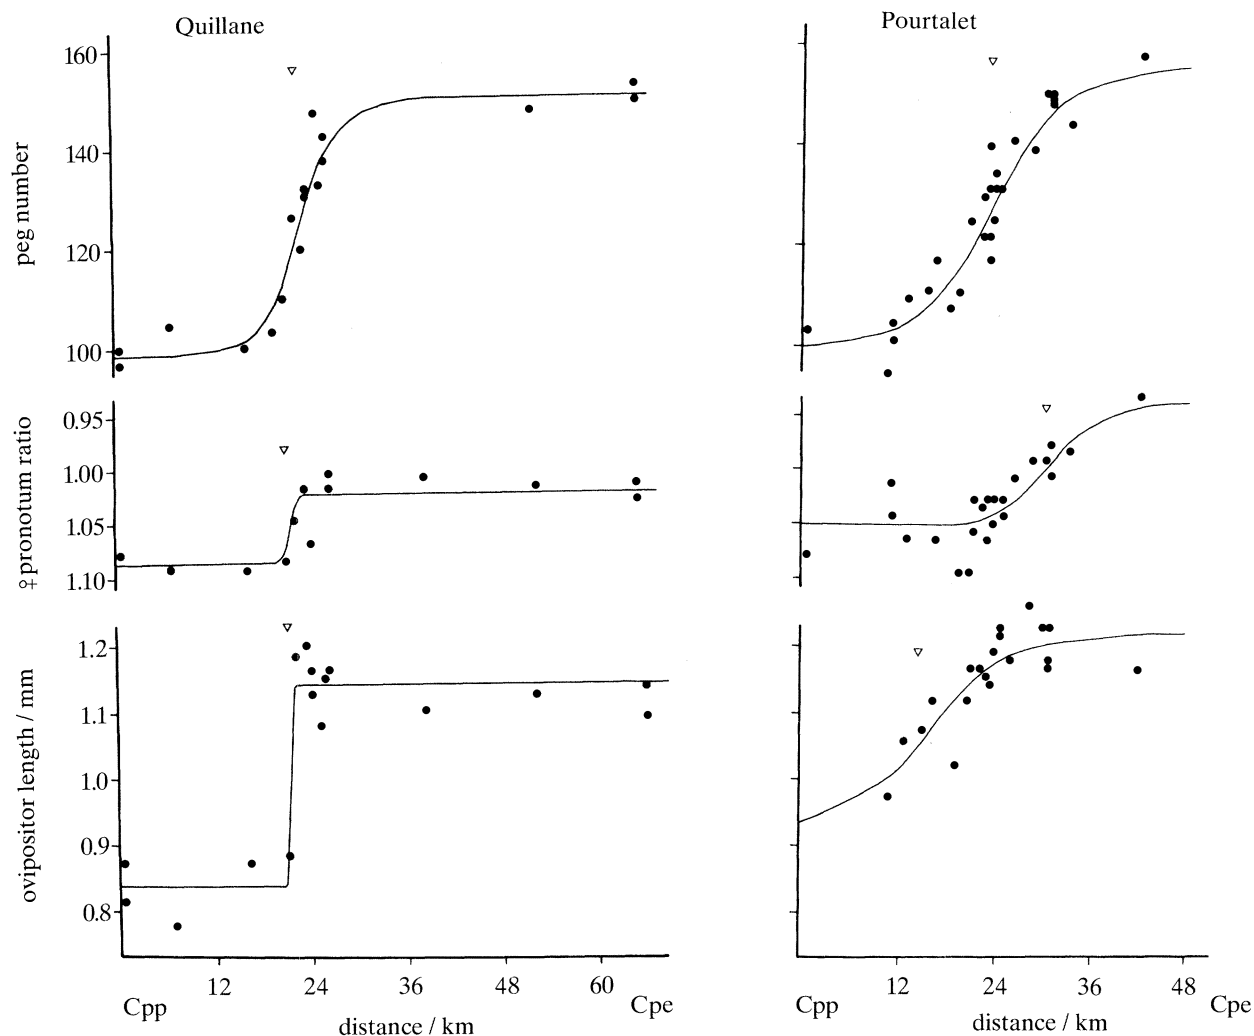 Quillane
Pourtalet
160
140
120
100
peg number
0.95
1.00
1.05
1.10
♀pronotum ratio
1.2
1.1
1.0
0.9
0.8
ovipositor length / mm
12 24 36 48 60
Cpp Cpe
distance / km
12 24 36 48
Cpp Cpe
distance / km